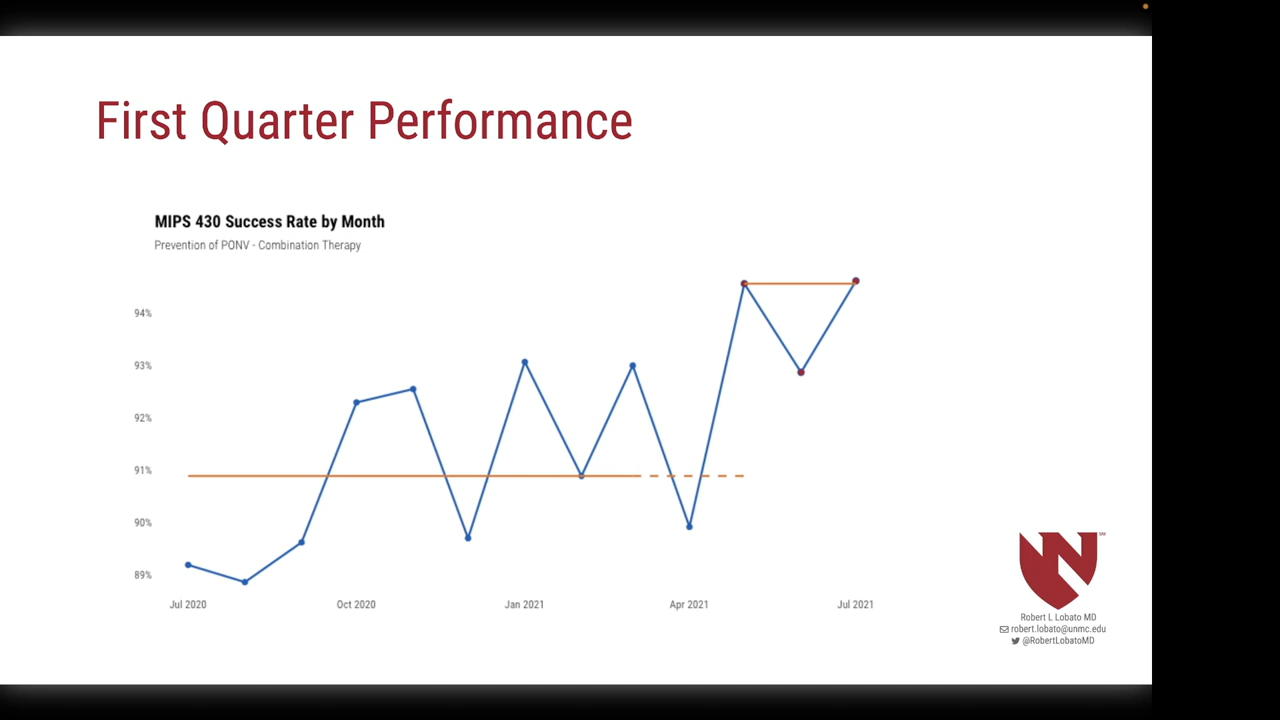 First Quarter Performance
MIPS 430 Success Rate by Month
Prevention of PONV - Combination Therapy
94%
93%
92%
91%
90%
89%
Jul 2020
Oct 2020
Jan 2021
Apr 2021
Jul 2021
N
SM
Robert L Lobato MD
robert.lobato@unmc.edu
@RobertLobatoMD